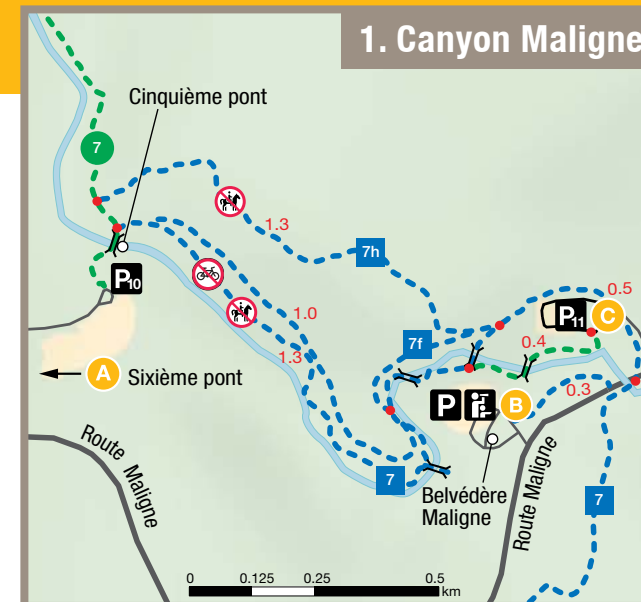 1. Canyon Maligne
Cinquième pont
7
1.3
7h
P10
1.0
1.3
0.5
P11
C
0.4
7f
A
Sixième pont
P
B
0.3
Route Maligne
7
Belvédère
Maligne
Route Maligne
7
0 0.125 0.25 0.5
km